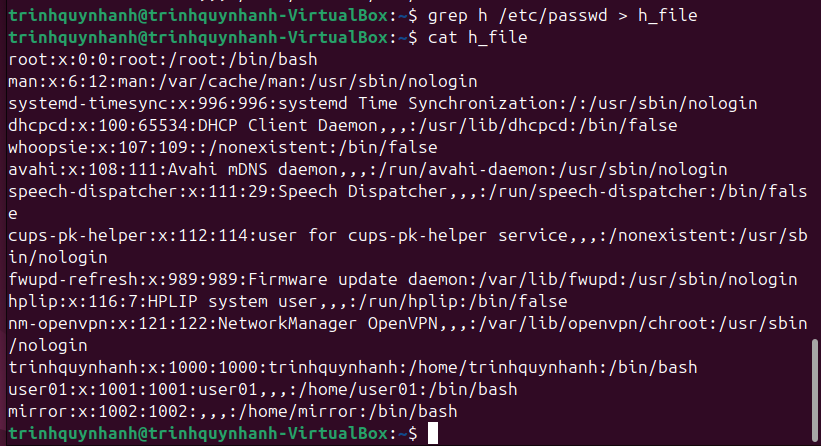 trinhquynhanh@trinhquynhanh-VirtualBox:~$ grep h /etc/passwd > h_file
trinhquynhanh@trinhquynhanh-VirtualBox:~$ cat h_file
root:x:0:0:root:/root:/bin/bash
man:x:6:12:man:/var/cache/man:/usr/sbin/nologin
systemd-timesync:x:996:996:systemd Time Synchronization:/:/usr/sbin/nologin
dhcpcd:x:100:65534:DHCP Client Daemon,,,:/usr/lib/dhcpcd:/bin/false
whoopsie:x:107:109::/nonexistent:/bin/false
avahi:x:108:111:Avahi mDNS daemon,,,:/run/avahi-daemon:/usr/sbin/nologin
speech-dispatcher:x:111:29:Speech Dispatcher,,,:/run/speech-dispatcher:/bin/fals
e
cups-pk-helper:x:112:114:user for cups-pk-helper service,,,:/nonexistent:/usr/sb
in/nologin
fwupd-refresh:x:989:989:Firmware update daemon:/var/lib/fwupd:/usr/sbin/nologin
hplip:x:116:7:HPLIP system user,,,:/run/hplip:/bin/false
nm-openvpn:x:121:122:NetworkManager OpenVPN,,,:/var/lib/openvpn/chroot:/usr/sbin
/nologin
trinhquynhanh:x:1000:1000:trinhquynhanh:/home/trinhquynhanh:/bin/bash
user01:x:1001:1001:user01,,,:/home/user01:/bin/bash
mirror:x:1002:1002:,,,:/home/mirror:/bin/bash
trinhquynhanh@trinhquynhanh-VirtualBox:~$